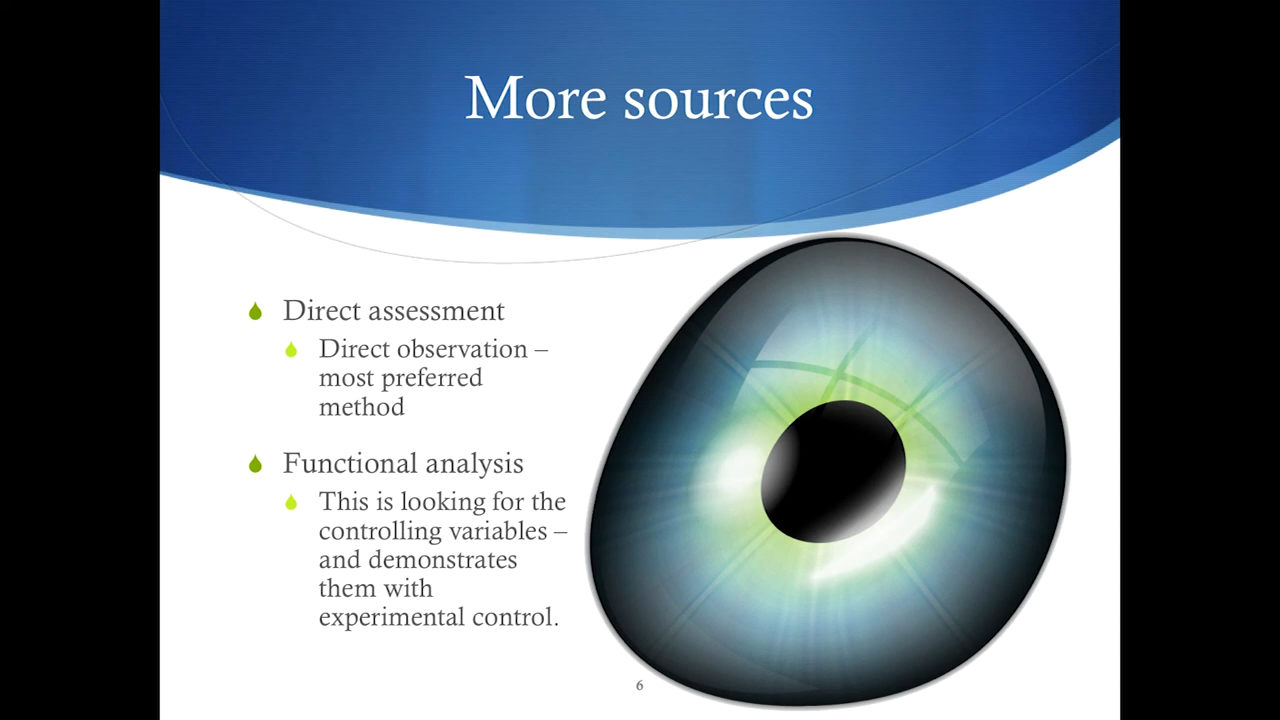 More sources
Direct assessment
Direct observation –
most preferred
method
Functional analysis
This is looking for the
controlling variables –
and demonstrates
them with
experimental control.
6